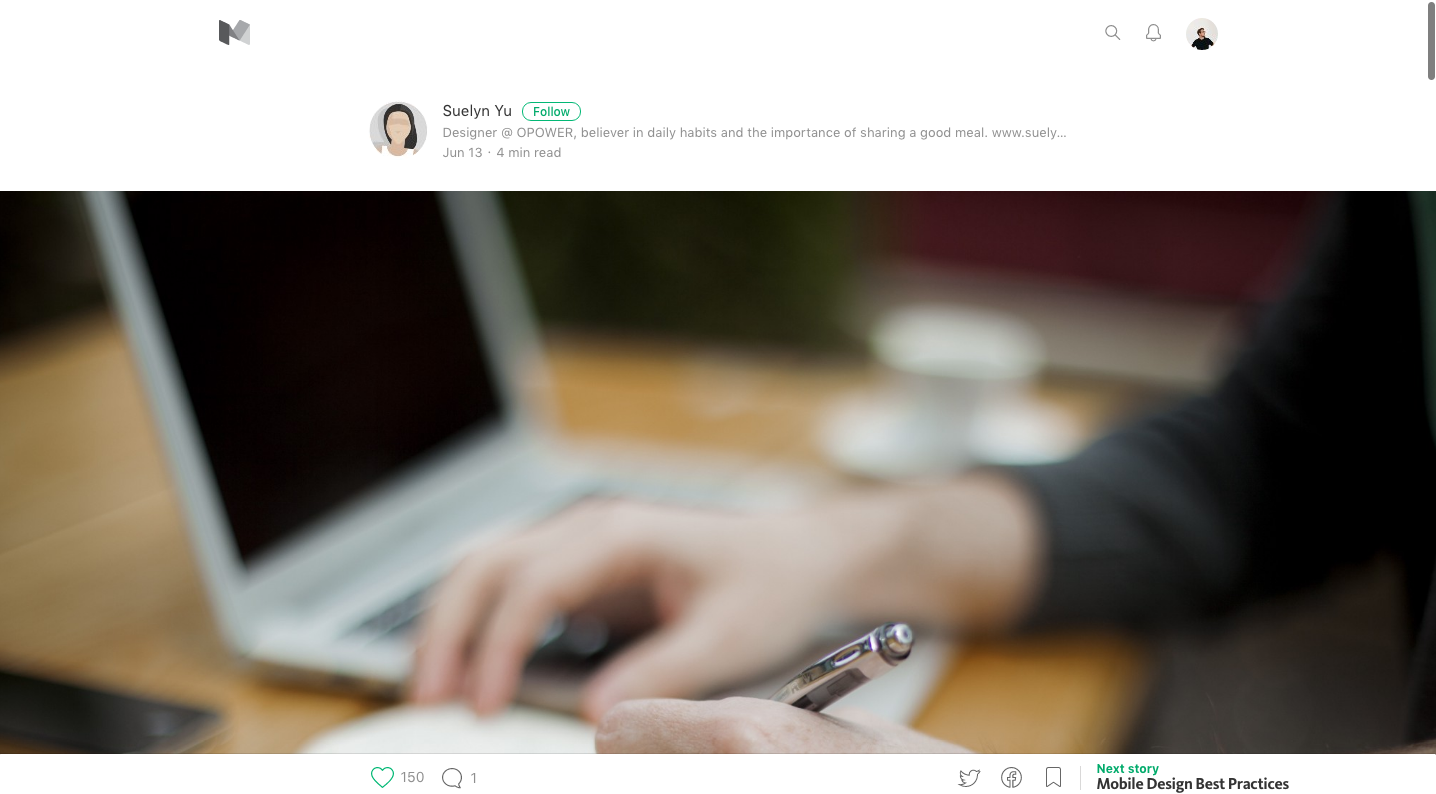 Suelyn Yu Follow
Designer @ OPOWER, believer in daily habits and the importance of sharing a good meal. www.suely...
Jun 13 · 4 min read
150 1
Next story
Mobile Design Best Practices